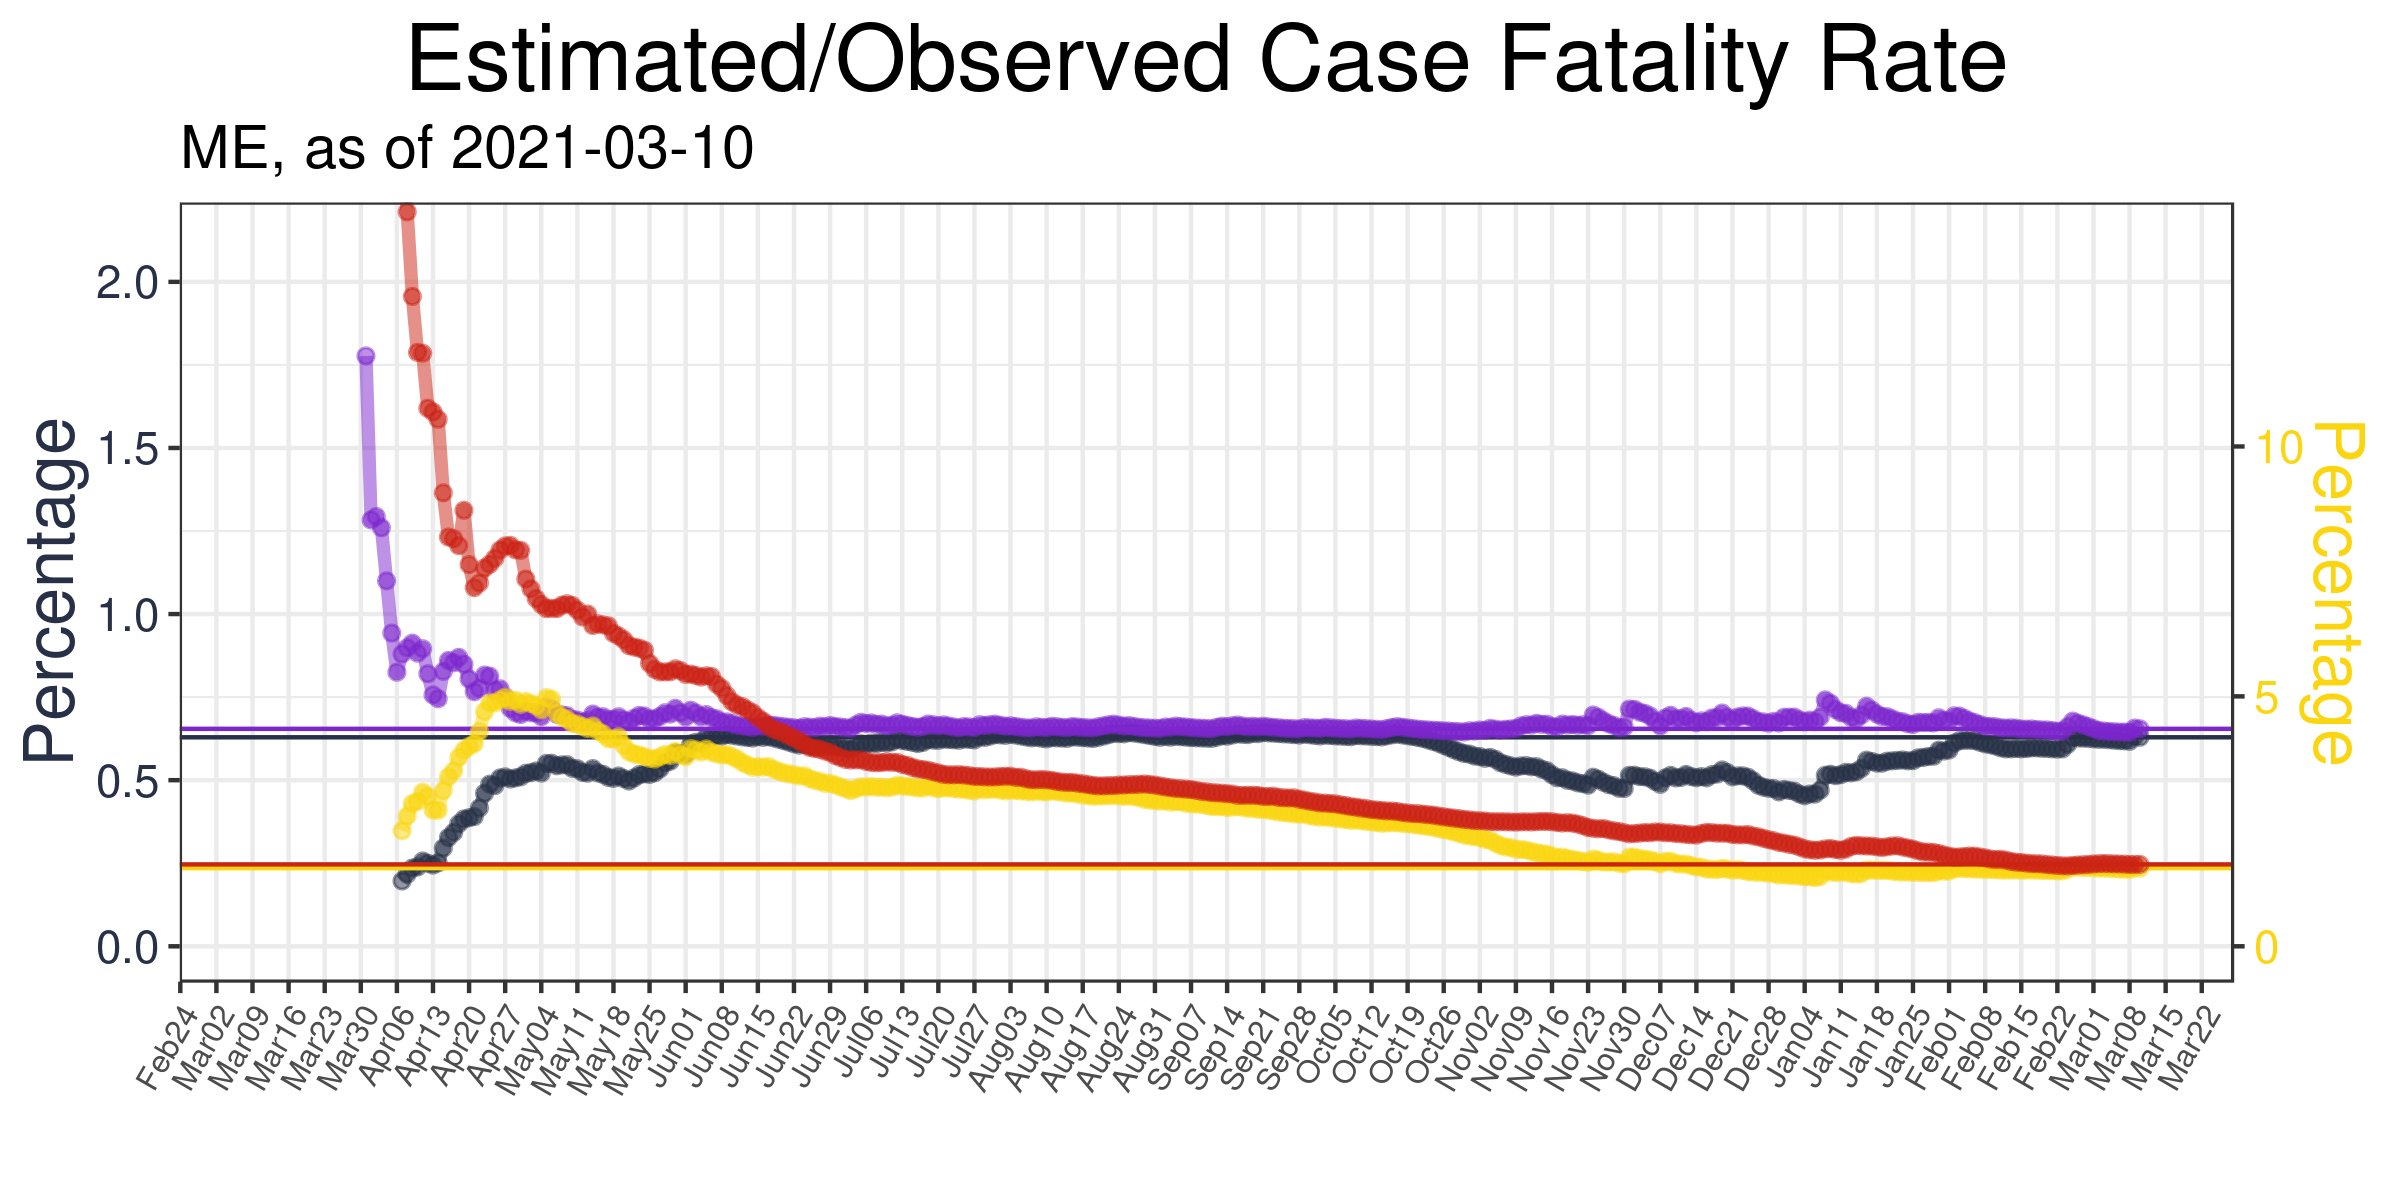 Estimated/Observed Case Fatality Rate
ME, as of 2021-03-10
Percentage
2.0
1.5
1.0
0.5
0.0
10
5
0
Percentage
Feb24
Mar02
Mar09
Mar16
Mar23
Mar30
Apr06
Apr13
Apr20
Apr27
May04
May11
May18
May25
Jun01
Jun08
Jun15
Jun22
Jun29
Jul06
Jul13
Jul20
Jul27
Aug03
Aug10
Aug17
Aug24
Aug31
Sep07
Sep14
Sep21
Sep28
Oct05
Oct12
Oct19
Oct26
Nov02
Nov09
Nov16
Nov23
Nov30
Dec07
Dec14
Dec21
Dec28
Jan04
Jan11
Jan18
Jan25
Feb01
Feb08
Feb15
Feb22
Mar01
Mar08
Mar15
Mar22